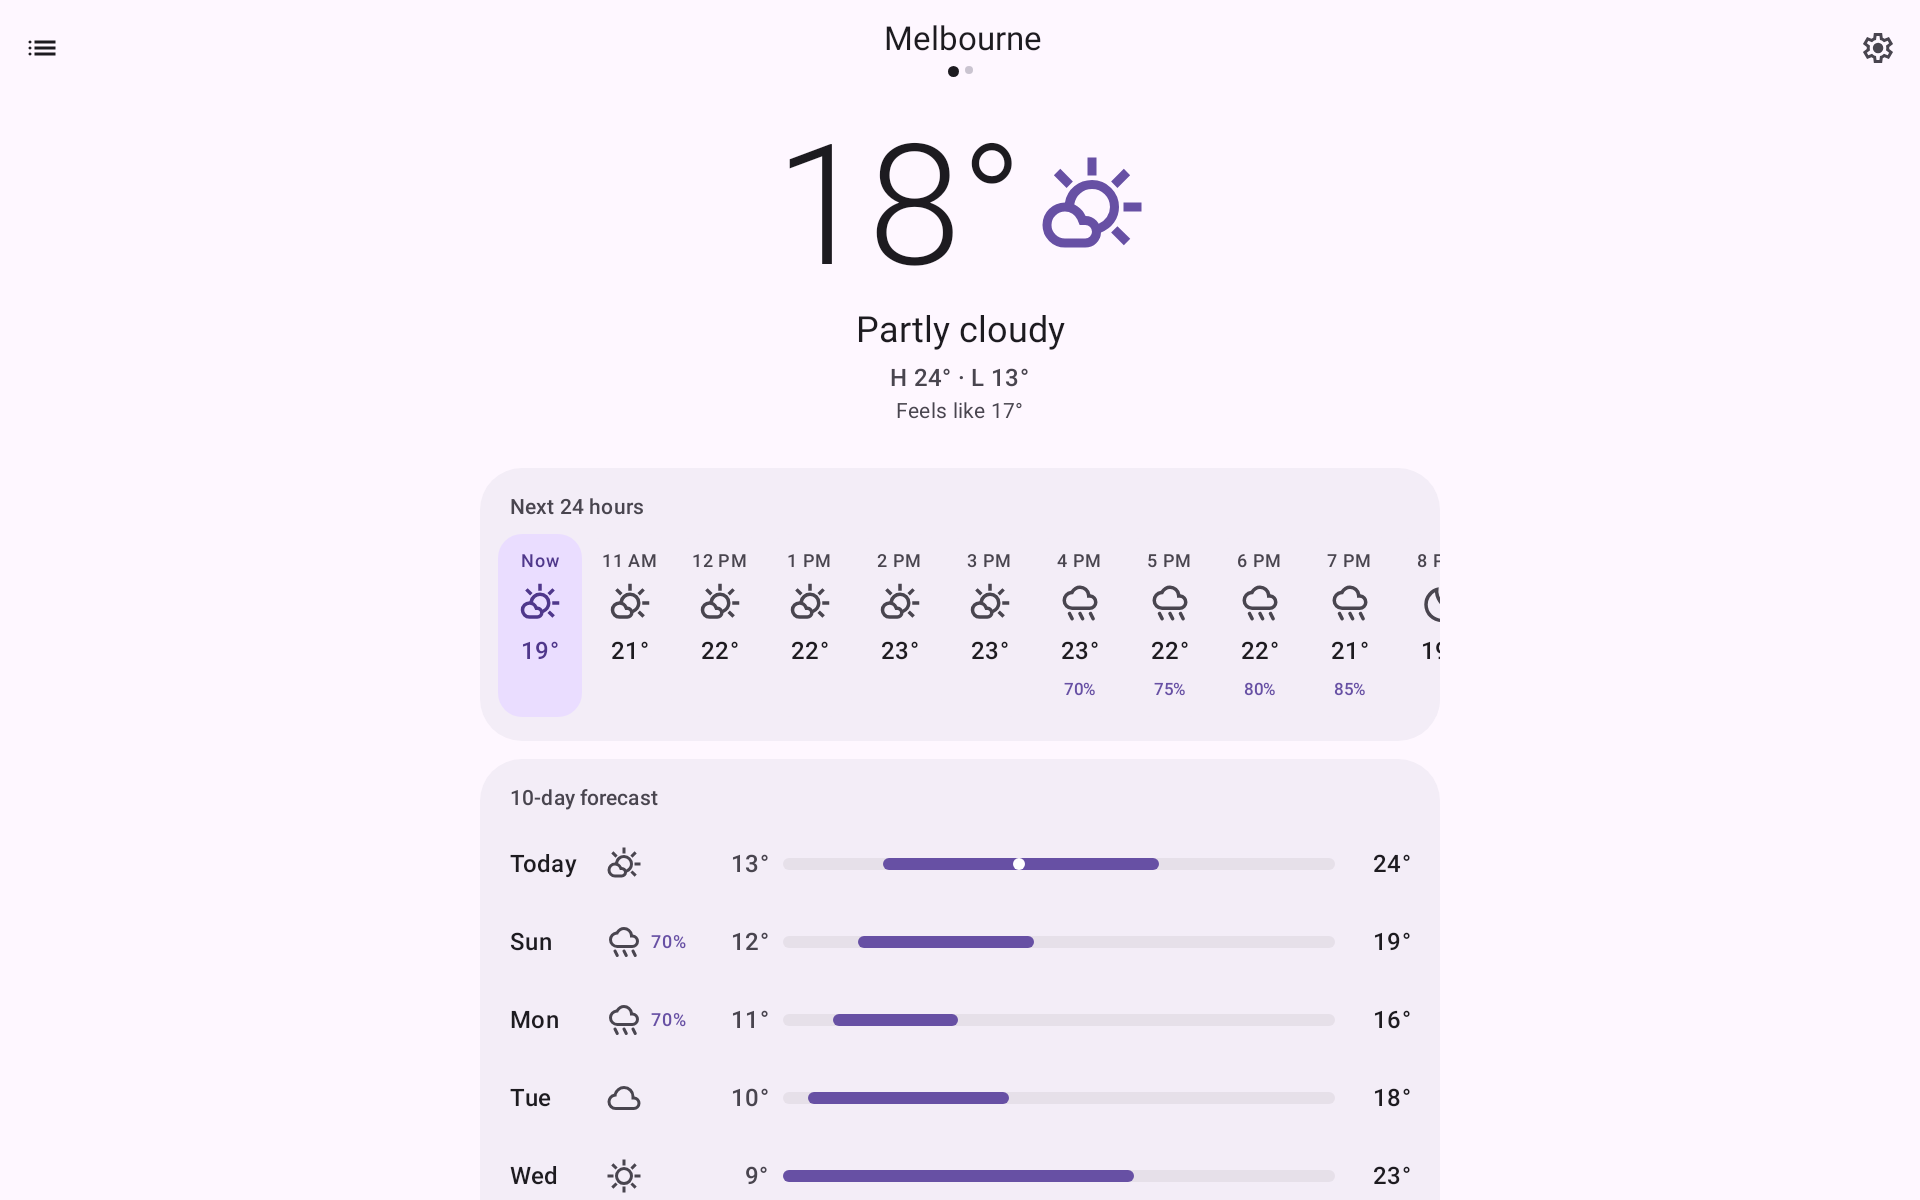 Melbourne
18°
Partly cloudy
H 24° · L 13°
Feels like 17°
Next 24 hours
Now 11 AM 12 PM 1 PM 2 PM 3 PM 4 PM 5 PM 6 PM 7 PM 8
19° 21° 22° 22° 23° 23° 23° 22° 22° 21°
70% 75% 80% 85%
10-day forecast
Today 13° 24°
Sun 70% 12° 19°
Mon 70% 11° 16°
Tue 10° 18°
Wed 9° 23°